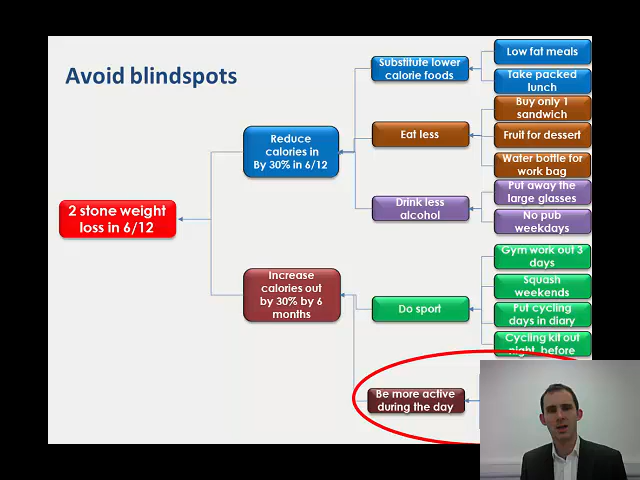 Avoid blindspots
2 stone weight
loss in 6/12
Reduce
calories in
By 30% in 6/12
Increase
calories out
by 30% by 6
months
Substitute lower
calorie foods
Eat less
Drink less
alcohol
Do sport
Be more active
during the day
Low fat meals
Take packed
lunch
Buy only 1
sandwich
Fruit for dessert
Water bottle for
work bag
Put away the
large glasses
No pub
weekdays
Gym work out 3
days
Squash
weekends
Put cycling
days in diary
Cycling kit out
night before